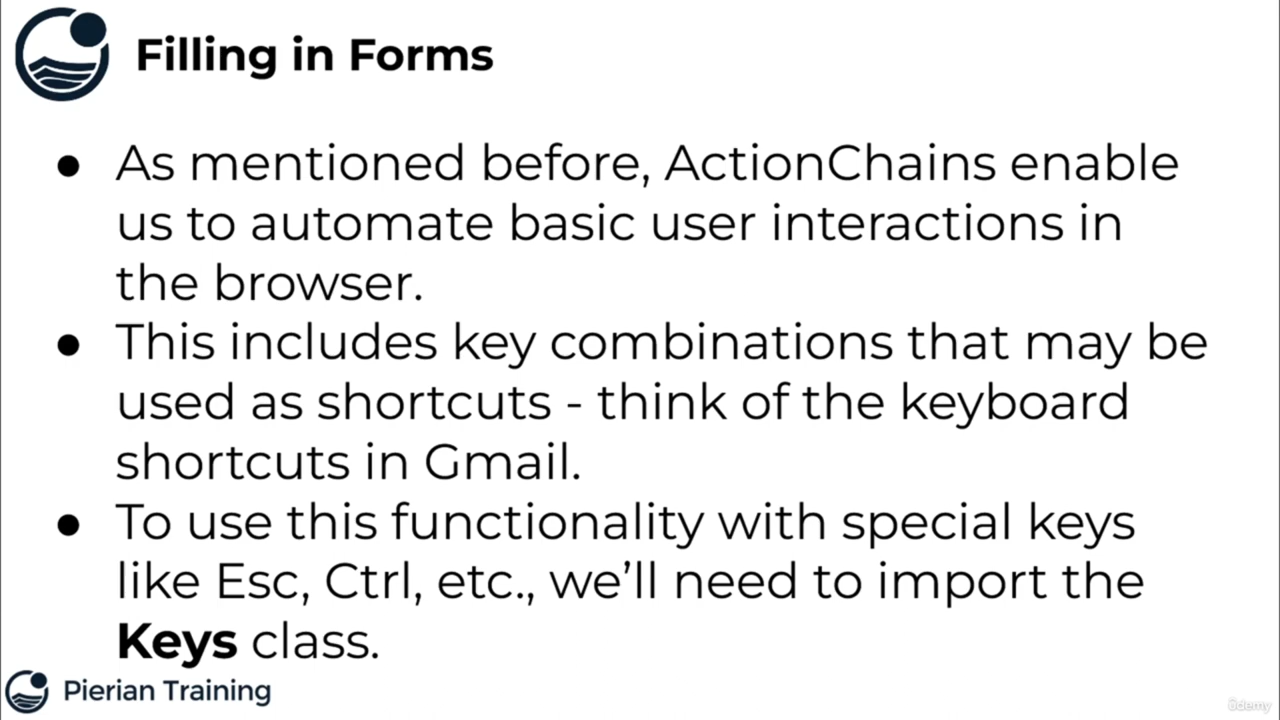 Filling in Forms
● As mentioned before, ActionChains enable
us to automate basic user interactions in
the browser.
● This includes key combinations that may be
used as shortcuts - think of the keyboard
shortcuts in Gmail.
● To use this functionality with special keys
like Esc, Ctrl, etc., we’ll need to import the
Keys class.
Pierian Training
ûdemy